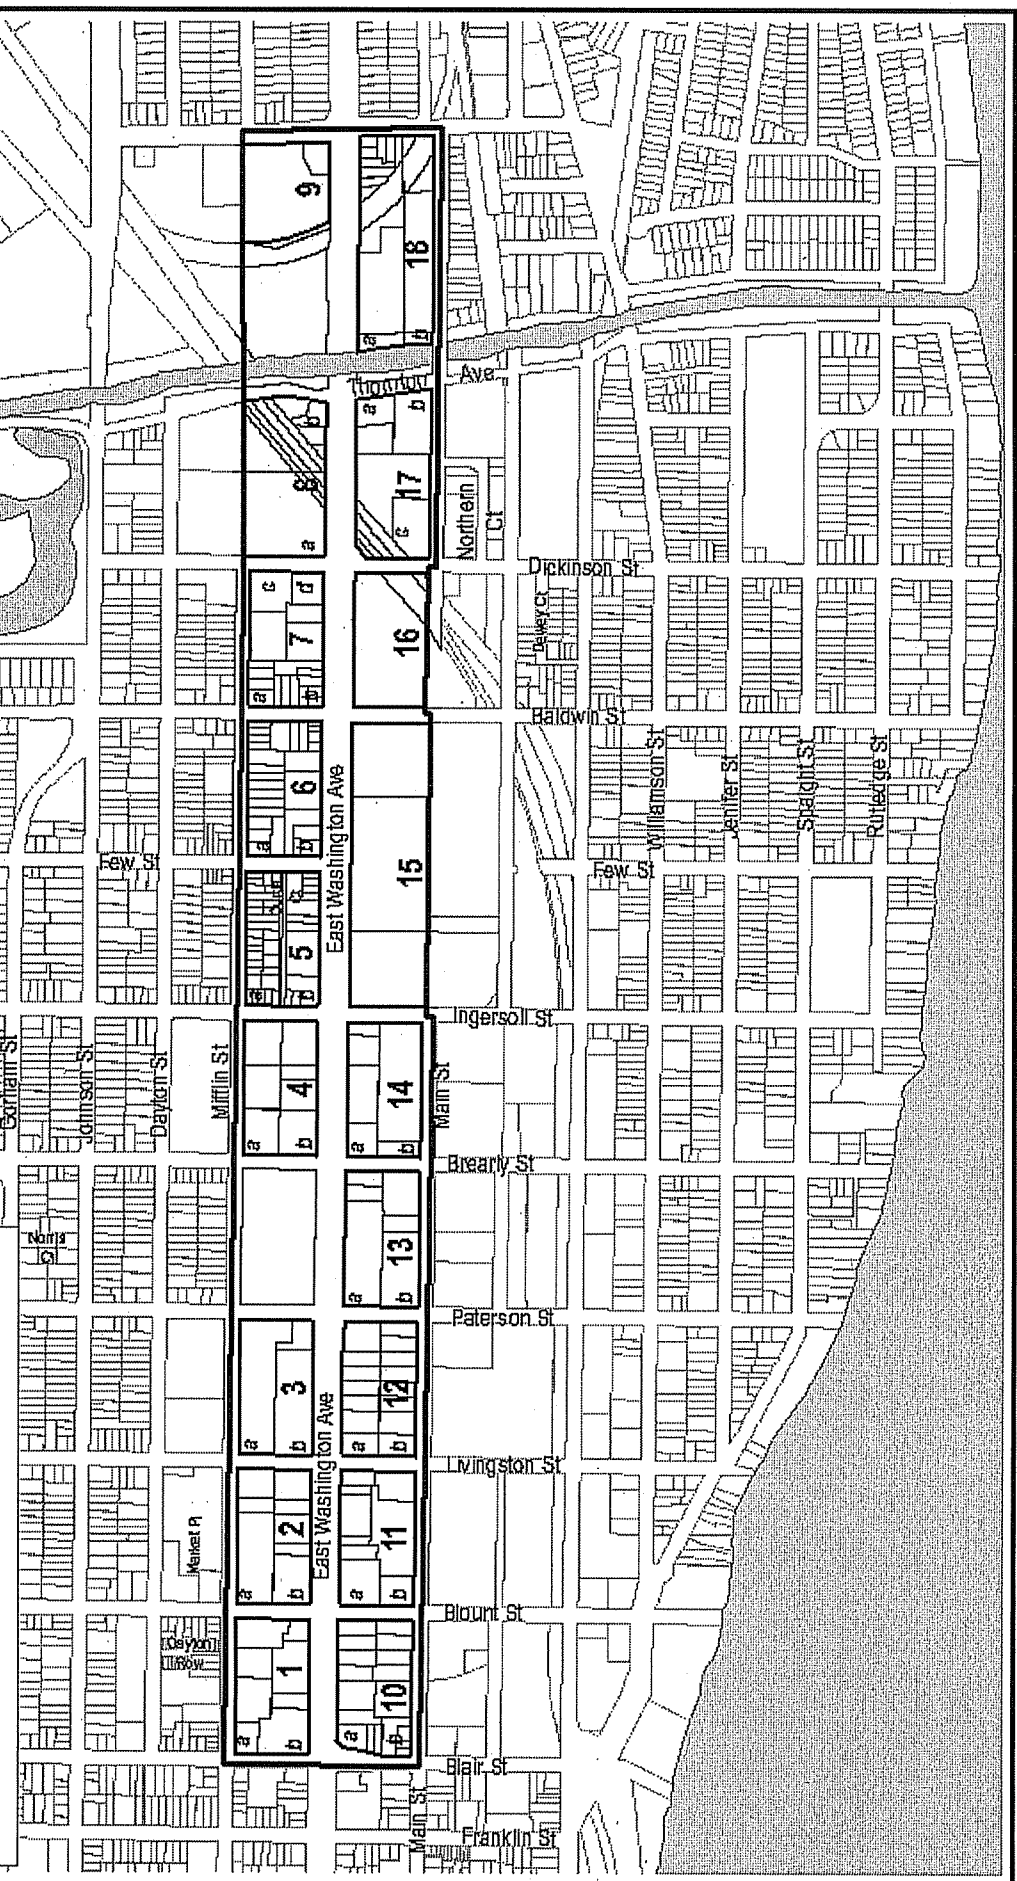 9
18
a
b
Thornton
Ave
a
b
b
8
17
c
a
Northern
Ct
Dickinson St
c
d
7
16
Dewey Ct
a
b
Baldwin St
6
East Washington Ave
Williamson St
Jenifer St
Spaight St
Rutledge St
a
b
15
Few St
Few St
5
a
b
Ingersoll St
Gorham St
Johnson St
Dayton St
Mifflin St
4
14
Main St
a
b
a
b
Brearly St
Norris
Ct
13
a
b
Paterson St
3
12
a
b
a
b
East Washington Ave
Livingston St
Market Pl
2
11
a
b
a
b
Blount St
Dayton
Row
1
10
a
b
a
b
Blair St
Main St
Franklin St